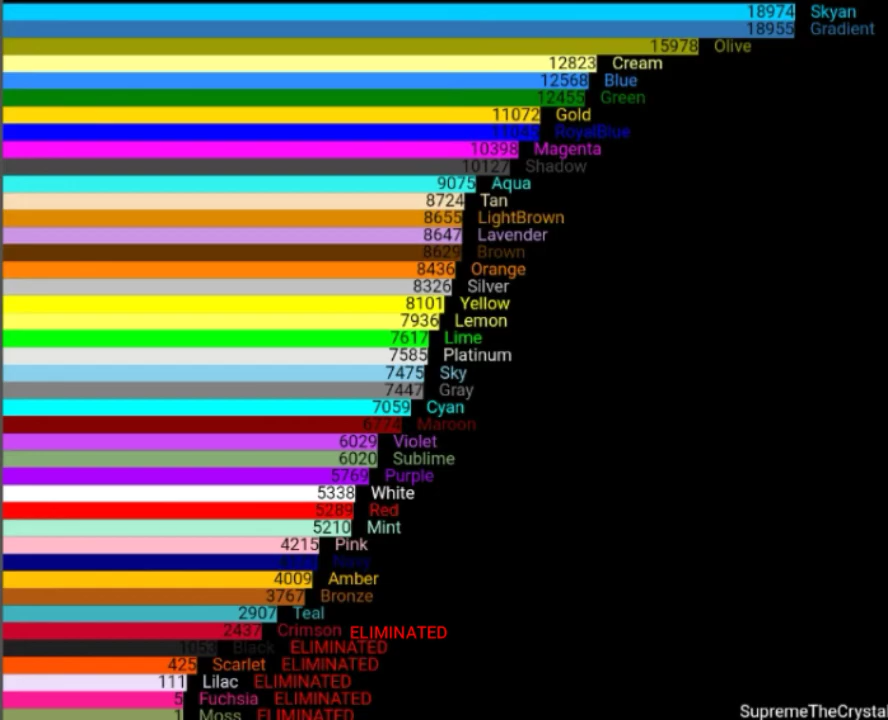 18974 Skyan
18955 Gradient
15978 Olive
12823 Cream
12568 Blue
12455 Green
11072 Gold
RoyalBlue
10398 Magenta
10127 Shadow
9075 Aqua
8724 Tan
8655 LightBrown
8647 Lavender
8629 Brown
8436 Orange
8326 Silver
8101 Yellow
7936 Lemon
7617 Lime
7585 Platinum
7475 Sky
7447 Gray
7059 Cyan
6774 Maroon
6029 Violet
6020 Sublime
5769 Purple
5338 White
5289 Red
5210 Mint
4215 Pink
Navy
4009 Amber
3767 Bronze
2907 Teal
2437 Crimson ELIMINATED
1053 Black ELIMINATED
425 Scarlet ELIMINATED
111 Lilac ELIMINATED
5 Fuchsia ELIMINATED
1 Moss ELIMINATED
SupremeTheCrystal